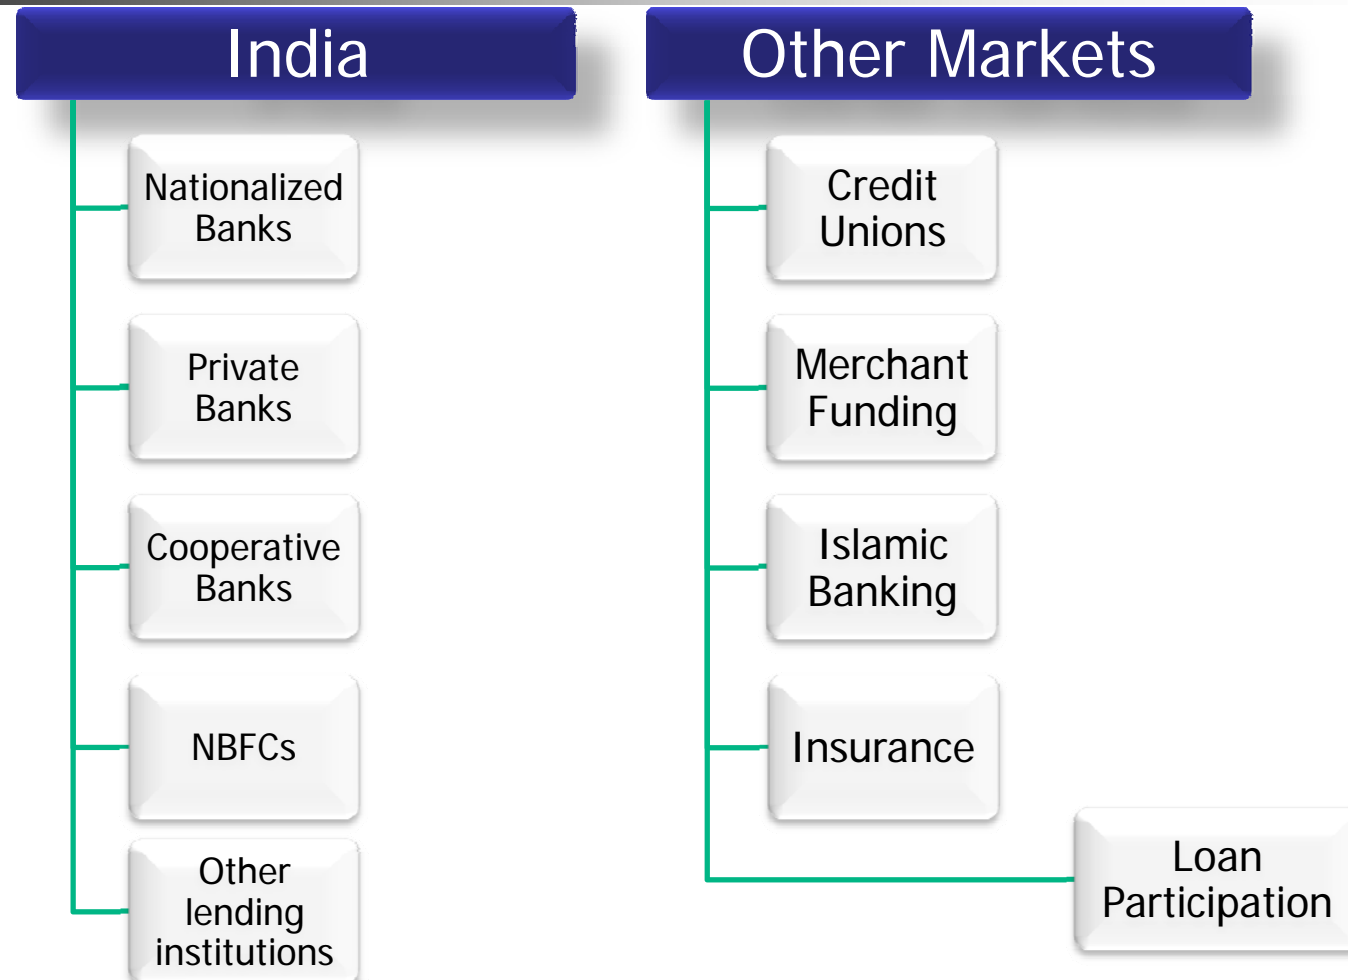 India
Nationalized
Banks
Private
Banks
Cooperative
Banks
NBFCs
Other
lending
institutions
Other Markets
Credit
Unions
Merchant
Funding
Islamic
Banking
Insurance
Loan
Participation